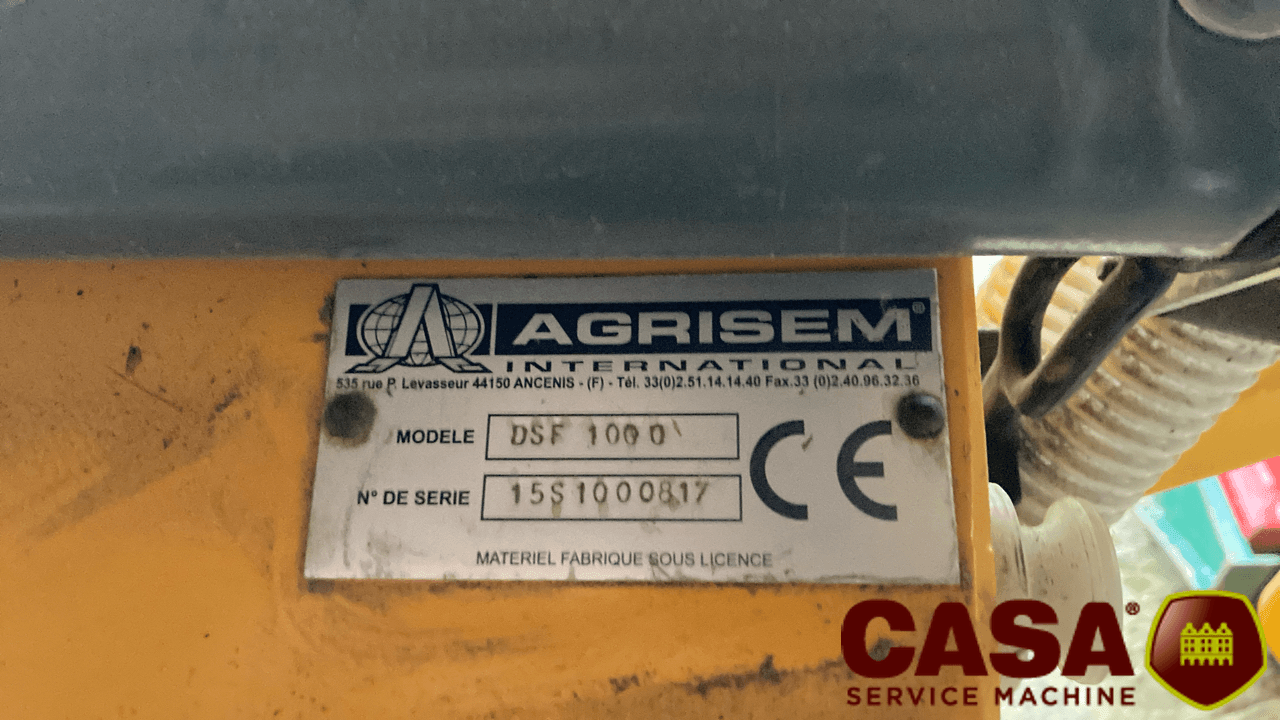 AGRISEM®
INTERNATIONAL
535 rue P. Levasseur 44150 ANCENIS - (F) - Tél. 33(0)2.51.14.14.40 Fax.33 (0)2.40.96.32.36
MODELE DSF 1000
N° DE SERIE 15S1000817
CE
MATERIEL FABRIQUE SOUS LICENCE
CASA®
SERVICE MACHINE